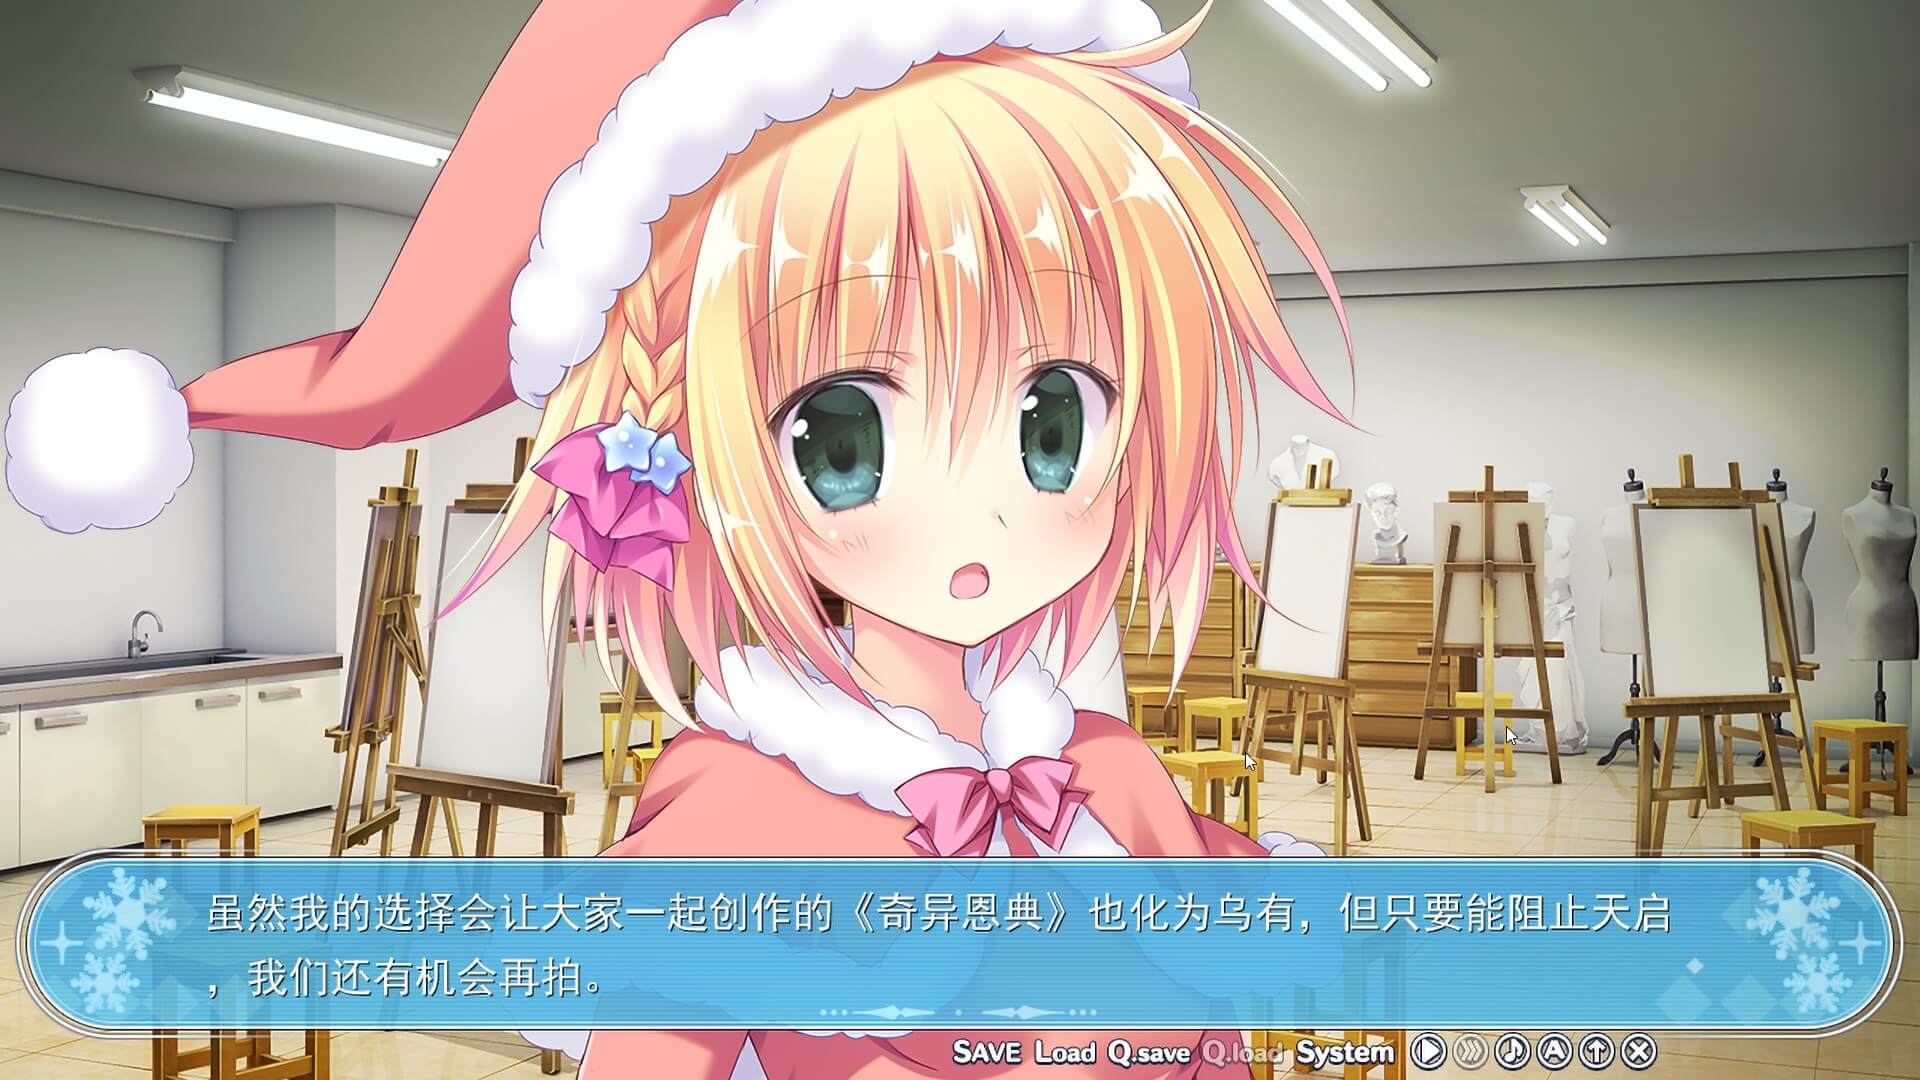 虽然我的选择会让大家一起创作的《奇异恩典》也化为乌有，但只要能阻止天启
，我们还有机会再拍。
SAVE Load Q.save Q.load System